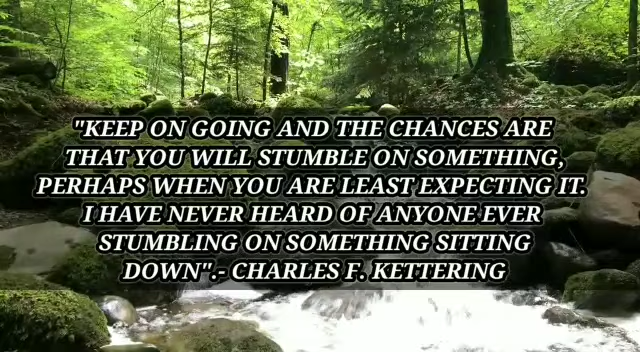 "KEEP ON GOING AND THE CHANCES ARE
THAT YOU WILL STUMBLE ON SOMETHING,
PERHAPS WHEN YOU ARE LEAST EXPECTING IT.
I HAVE NEVER HEARD OF ANYONE EVER
STUMBLING ON SOMETHING SITTING
DOWN".- CHARLES F. KETTERING